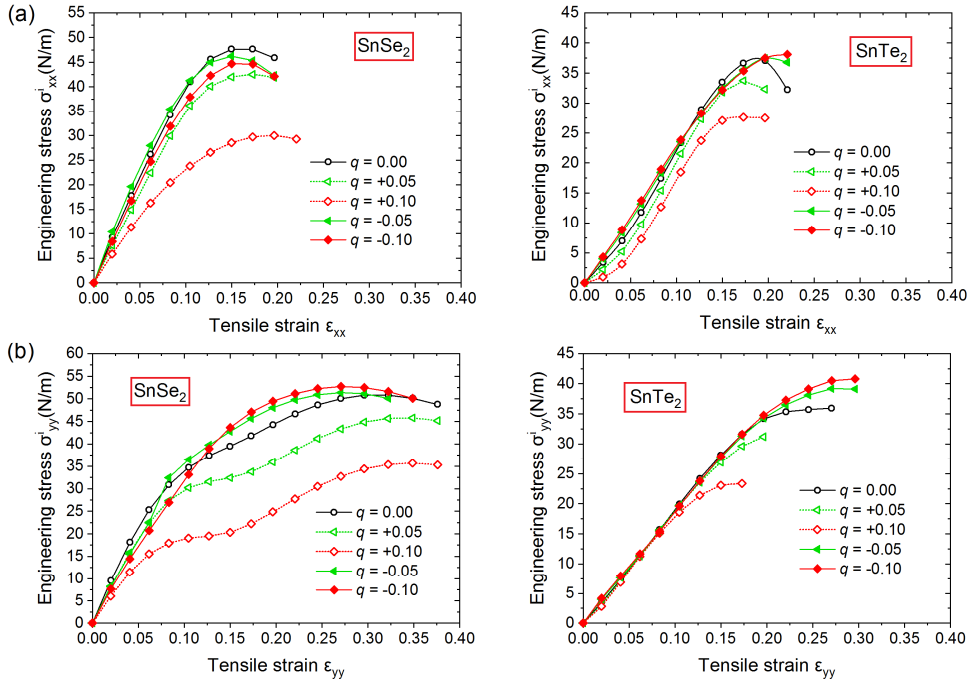 (a)
SnSe2
Engineering stress σ^i_xx(N/m)
55
50
45
40
35
30
25
20
15
10
5
0
q = 0.00
q = +0.05
q = +0.10
q = -0.05
q = -0.10
0.00 0.05 0.10 0.15 0.20 0.25 0.30 0.35 0.40
Tensile strain ε_xx
SnTe2
Engineering stress σ^i_xx(N/m)
45
40
35
30
25
20
15
10
5
0
q = 0.00
q = +0.05
q = +0.10
q = -0.05
q = -0.10
0.00 0.05 0.10 0.15 0.20 0.25 0.30 0.35 0.40
Tensile strain ε_xx
(b)
SnSe2
Engineering stress σ^i_yy(N/m)
60
55
50
45
40
35
30
25
20
15
10
5
0
q = 0.00
q = +0.05
q = +0.10
q = -0.05
q = -0.10
0.00 0.05 0.10 0.15 0.20 0.25 0.30 0.35 0.40
Tensile strain ε_yy
SnTe2
Engineering stress σ^i_yy(N/m)
45
40
35
30
25
20
15
10
5
0
q = 0.00
q = +0.05
q = +0.10
q = -0.05
q = -0.10
0.00 0.05 0.10 0.15 0.20 0.25 0.30 0.35 0.40
Tensile strain ε_yy